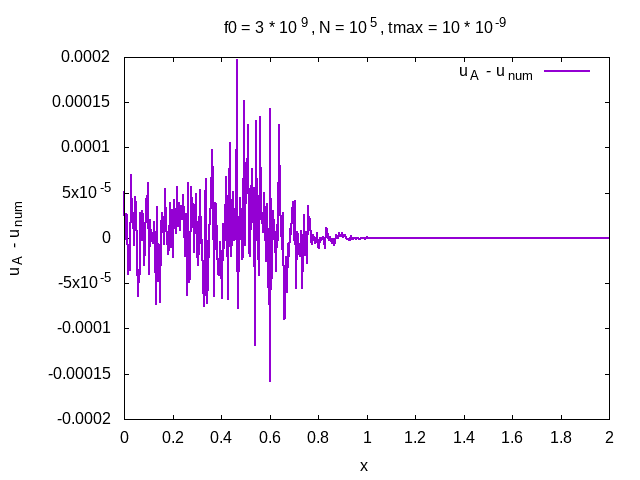 f0 = 3 * 10^9, N = 10^5, tmax = 10 * 10^-9
u_A - u_num
0.0002
0.00015
0.0001
5x10^-5
0
-5x10^-5
-0.0001
-0.00015
-0.0002
u_A - u_num
0 0.2 0.4 0.6 0.8 1 1.2 1.4 1.6 1.8 2
x